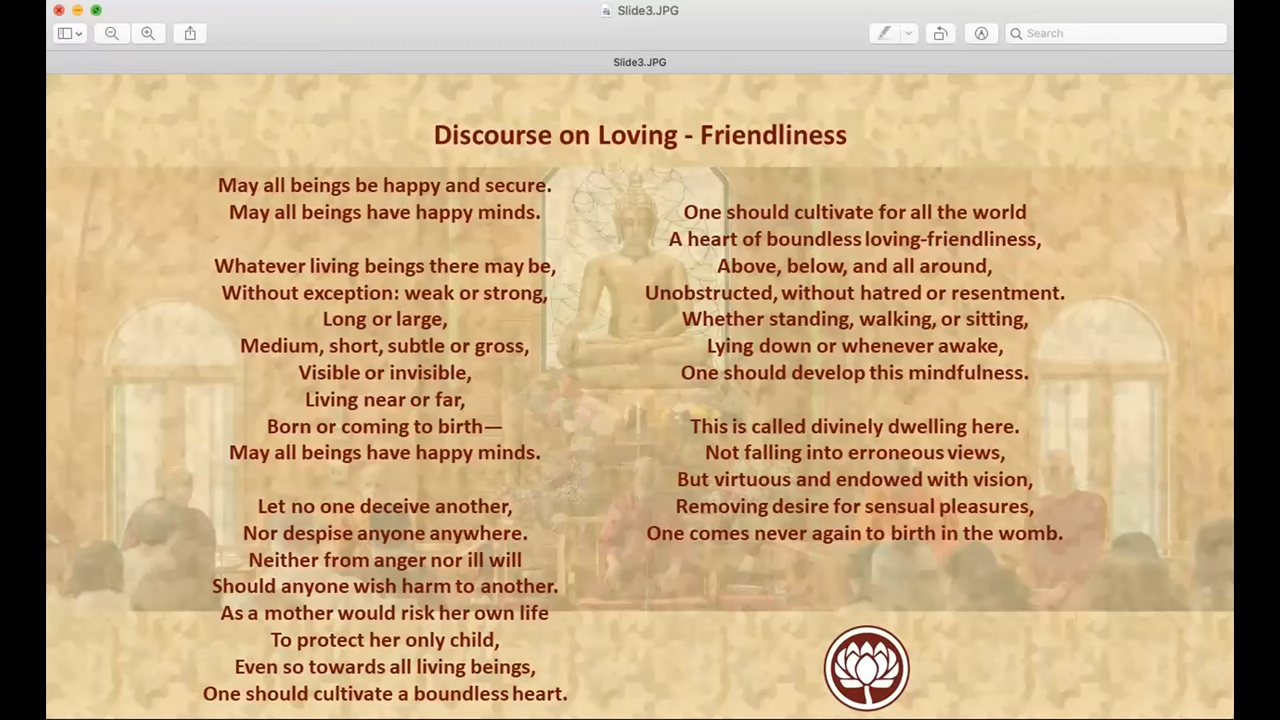 Slide3.JPG
Search
Slide3.JPG
Discourse on Loving - Friendliness
May all beings be happy and secure.
May all beings have happy minds.
Whatever living beings there may be,
Without exception: weak or strong,
Long or large,
Medium, short, subtle or gross,
Visible or invisible,
Living near or far,
Born or coming to birth—
May all beings have happy minds.
Let no one deceive another,
Nor despise anyone anywhere.
Neither from anger nor ill will
Should anyone wish harm to another.
As a mother would risk her own life
To protect her only child,
Even so towards all living beings,
One should cultivate a boundless heart.
One should cultivate for all the world
A heart of boundless loving-friendliness,
Above, below, and all around,
Unobstructed, without hatred or resentment.
Whether standing, walking, or sitting,
Lying down or whenever awake,
One should develop this mindfulness.
This is called divinely dwelling here.
Not falling into erroneous views,
But virtuous and endowed with vision,
Removing desire for sensual pleasures,
One comes never again to birth in the womb.